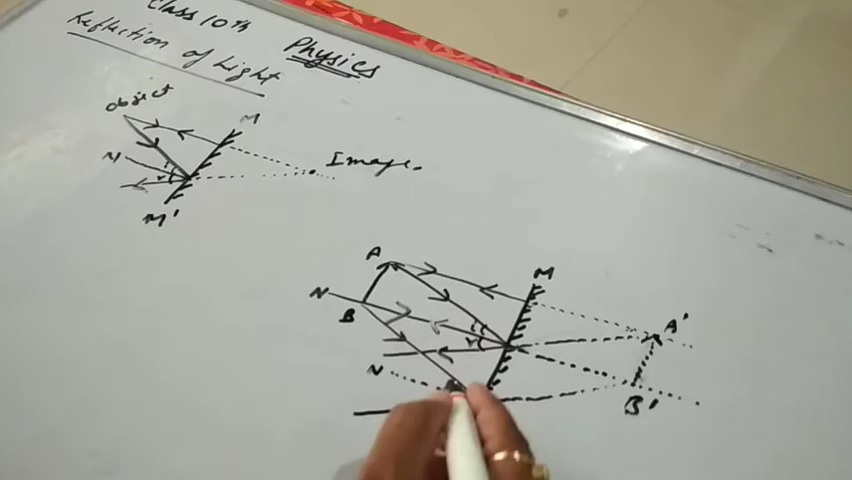 Class 10th
Physics
Reflection of Light
Object
M
N
Image.
M'
A
M
N
B
A'
N
B'